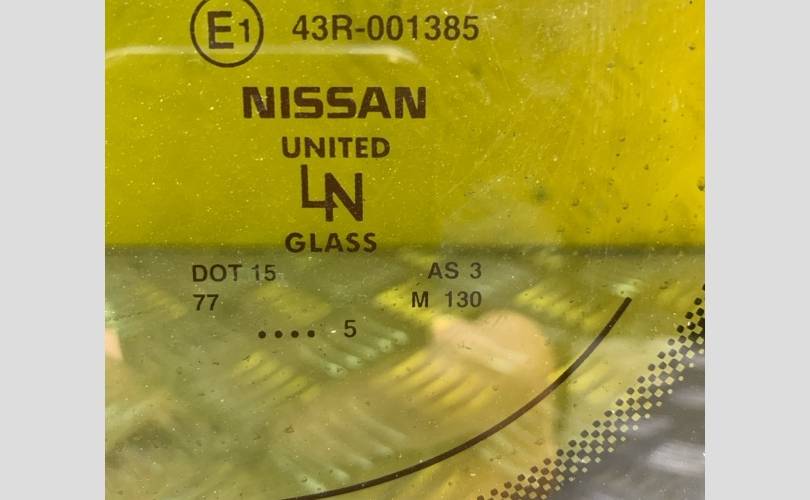 E1 43R-001385
NISSAN
UNITED
LN
GLASS
DOT 15 AS 3
77 M 130
.... 5